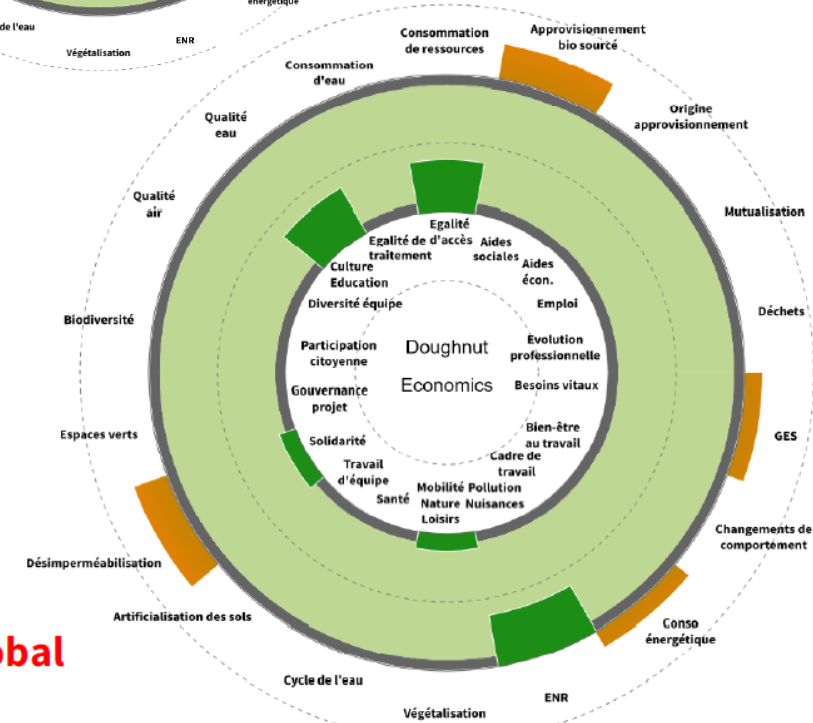 énergétique
de l'eau
ENR
Végétalisation
Consommation
de ressources
Approvisionnement
bio sourcé
Consommation
d'eau
Origine
approvisionnement
Qualité
eau
Qualité
air
Mutualisation
Biodiversité
Déchets
Espaces verts
GES
Désimperméabilisation
Changements de
comportement
Artificialisation des sols
Conso
énergétique
Cycle de l'eau
ENR
Végétalisation
Egalité
d'accès
Egalité de
traitement
Aides
sociales
Aides
écon.
Culture
Education
Diversité équipe
Emploi
Participation
citoyenne
Evolution
professionnelle
Gouvernance
projet
Besoins vitaux
Solidarité
Bien-être
au travail
Travail
d'équipe
Cadre de
travail
Santé
Mobilité
Nature
Loisirs
Pollution
Nuisances
Doughnut
Economics
obal